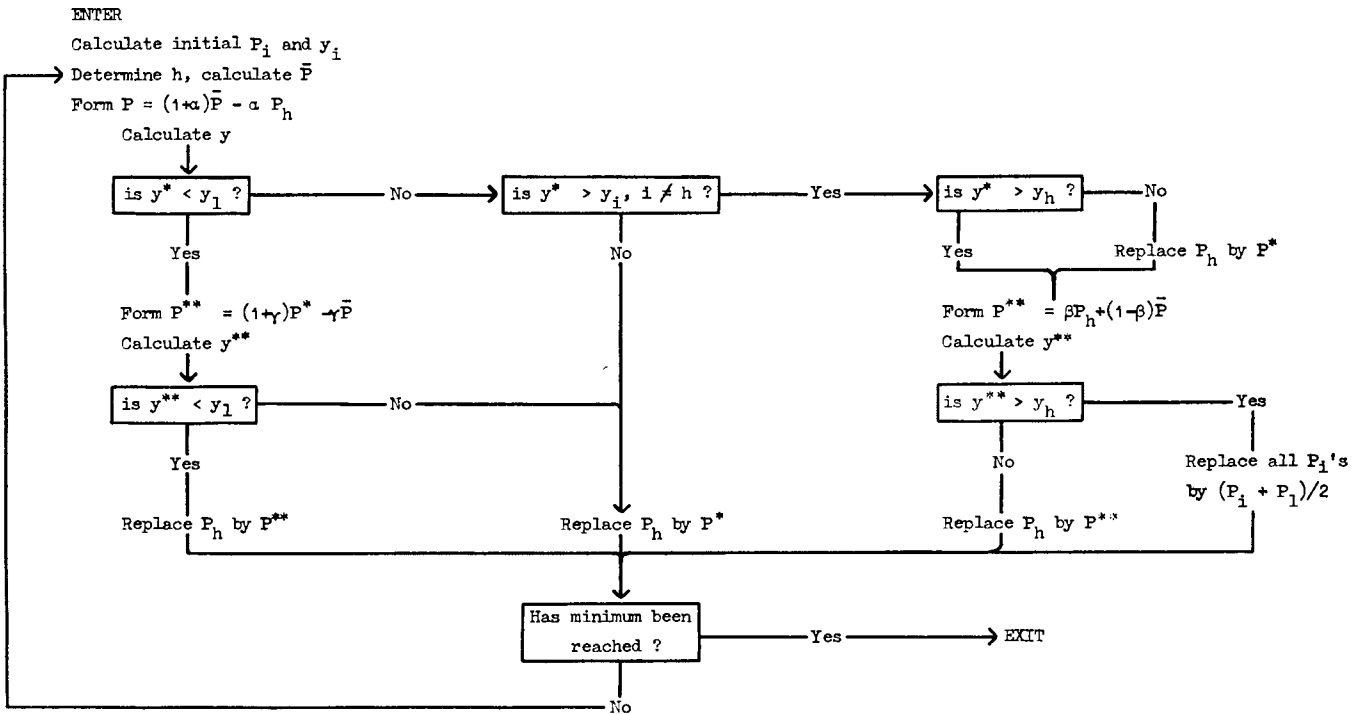 ENTER
Calculate initial P_i and y_i
Determine h, calculate P̄
Form P = (1+α)P̄ - α P_h
Calculate y
is y* < y_l ?
No
is y* > y_i, i ≠ h ?
Yes
is y* > y_h ?
No
Yes
No
Yes
Replace P_h by P*
Form P** = (1+γ)P* -γP̄
Form P** = βP_h+(1-β)P̄
Calculate y**
Calculate y**
is y** < y_l ?
No
is y** > y_h ?
Yes
Yes
No
Replace all P_i's
by (P_i + P_l)/2
Replace P_h by P**
Replace P_h by P*
Replace P_h by P**
Has minimum been
reached ?
Yes
EXIT
No